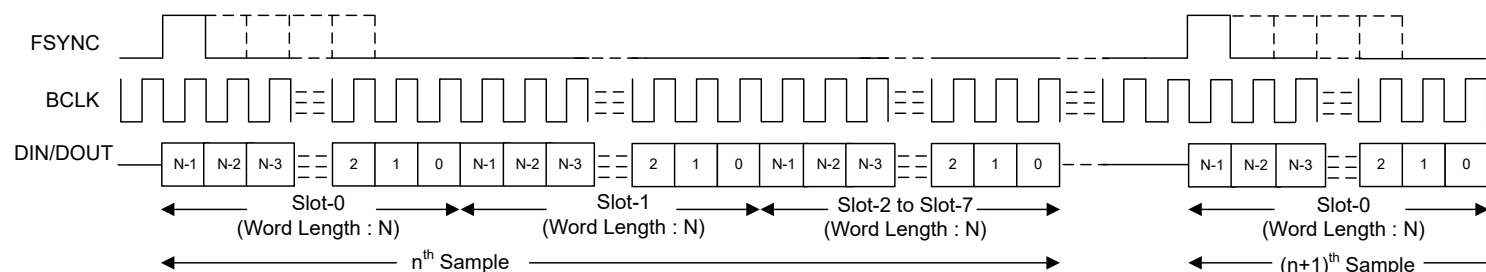 FSYNC
BCLK
DIN/DOUT
N-1 N-2 N-3 2 1 0 N-1 N-2 N-3 2 1 0 N-1 N-2 N-3 2 1 0 N-1 N-2 N-3 2 1 0
Slot-0 Slot-1 Slot-2 to Slot-7 Slot-0
(Word Length : N) (Word Length : N) (Word Length : N) (Word Length : N)
nth Sample (n+1)th Sample